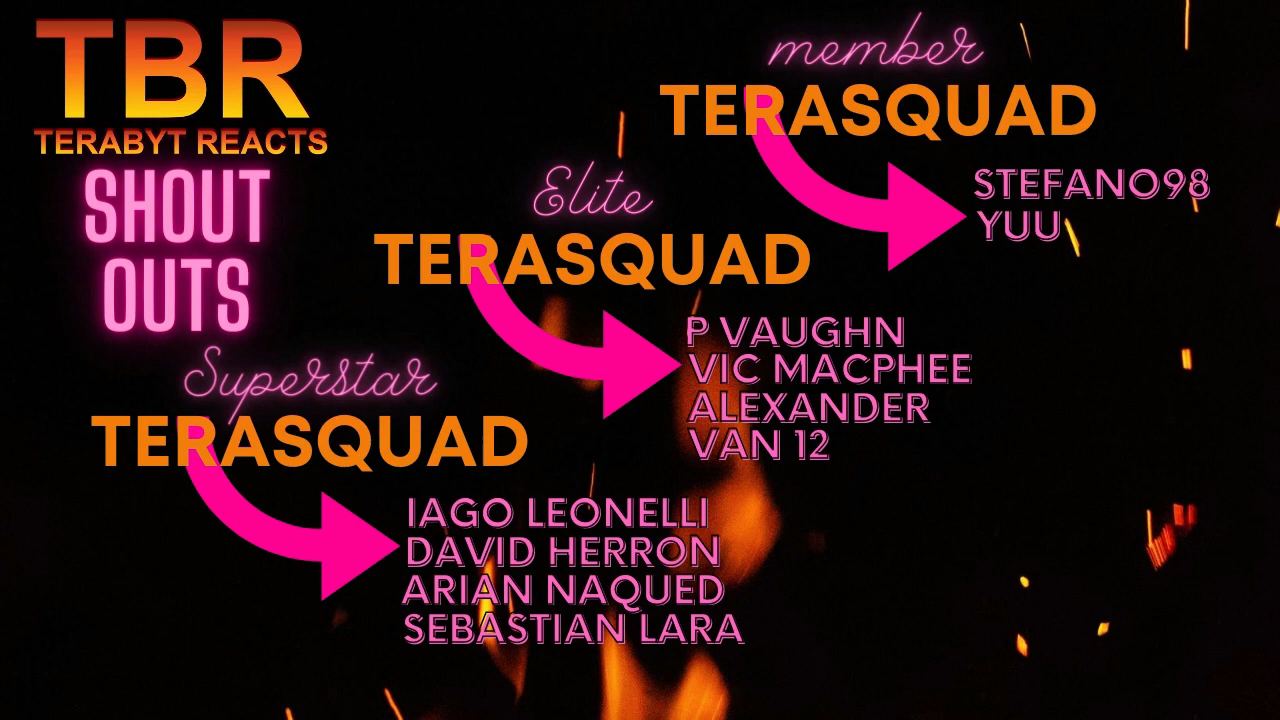 TBR
TERABYT REACTS
SHOUT
OUTS
member
TERASQUAD
STEFANO98
YUU
Elite
TERASQUAD
P VAUGHN
VIC MACPHEE
ALEXANDER
VAN 12
Superstar
TERASQUAD
IAGO LEONELLI
DAVID HERRON
ARIAN NAQUED
SEBASTIAN LARA